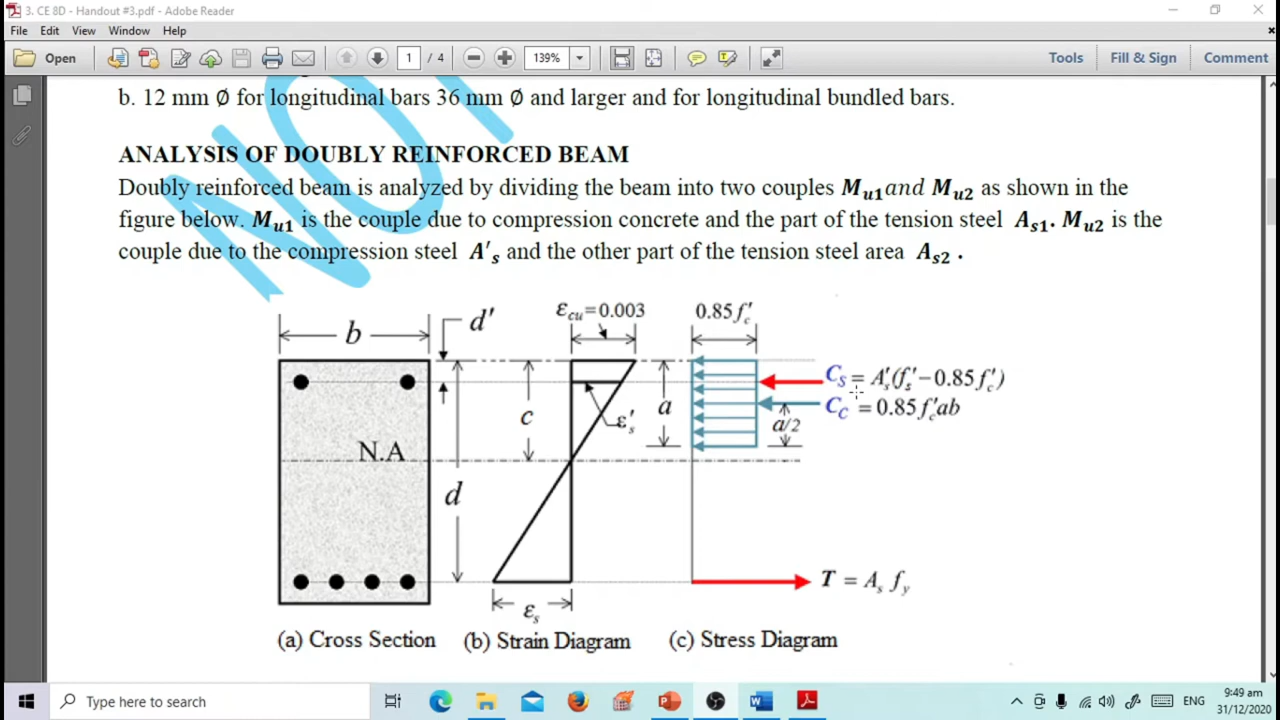 3. CE 8D - Handout #3.pdf - Adobe Reader
File Edit View Window Help
Open 1 / 4 139% Tools Fill & Sign Comment
b. 12 mm Ø for longitudinal bars 36 mm Ø and larger and for longitudinal bundled bars.
ANALYSIS OF DOUBLY REINFORCED BEAM
Doubly reinforced beam is analyzed by dividing the beam into two couples Mu1 and Mu2 as shown in the
figure below. Mu1 is the couple due to compression concrete and the part of the tension steel As1. Mu2 is the
couple due to the compression steel A's and the other part of the tension steel area As2 .
b
d'
εcu=0.003
0.85f'c
Cs = A's(f's − 0.85f'c)
Cc = 0.85f'cab
c
ε's
a
a/2
N.A
d
T = As fy
εs
(a) Cross Section (b) Strain Diagram (c) Stress Diagram
NOT
Type here to search
ENG
9:49 am
31/12/2020